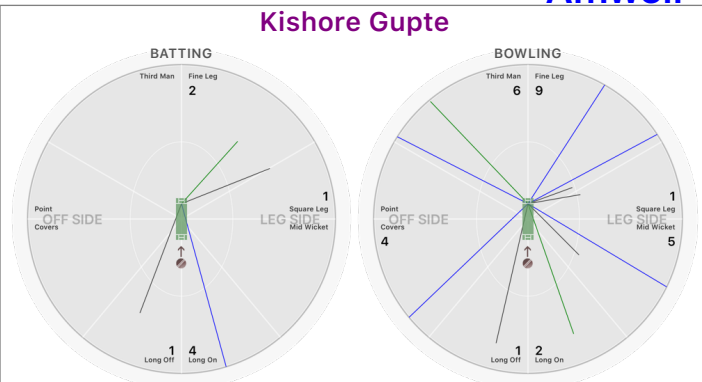 Kishore Gupte
BATTING
Third Man
Fine Leg
2
1
Square Leg
Mid Wicket
Point
Covers
OFF SIDE
LEG SIDE
1
Long Off
4
Long On
BOWLING
Third Man
6
Fine Leg
9
1
Square Leg
Mid Wicket
5
Point
Covers
4
OFF SIDE
LEG SIDE
1
Long Off
2
Long On